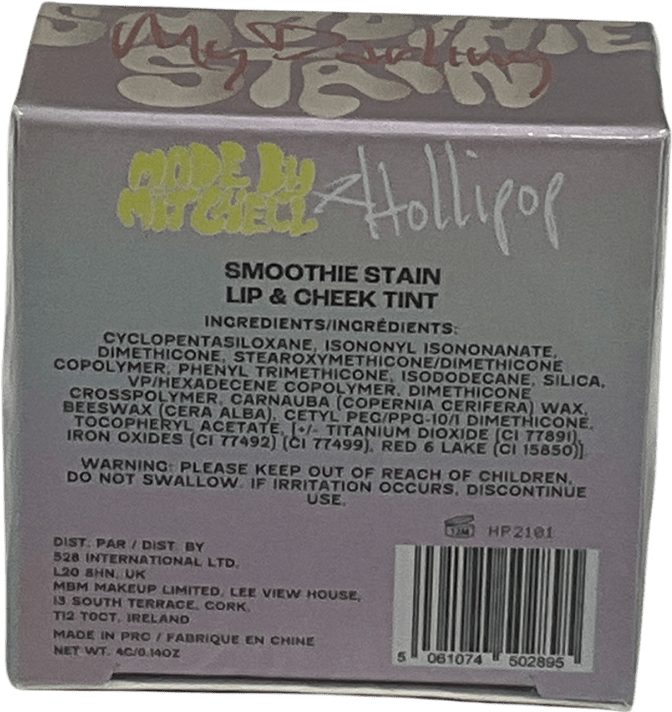 SMOOTHIE
STAIN
My Darling
MADE BY
MITCHELL
x Hollipop
SMOOTHIE STAIN
LIP & CHEEK TINT
INGREDIENTS/INGRÉDIENTS:
CYCLOPENTASILOXANE, ISONONYL ISONONANATE,
DIMETHICONE, STEAROXYMETHICONE/DIMETHICONE
COPOLYMER, PHENYL TRIMETHICONE, ISODODECANE, SILICA,
VP/HEXADECENE COPOLYMER, DIMETHICONE
CROSSPOLYMER, CARNAUBA (COPERNIA CERIFERA) WAX,
BEESWAX (CERA ALBA), CETYL PEG/PPG-10/1 DIMETHICONE,
TOCOPHERYL ACETATE, [+/- TITANIUM DIOXIDE (CI 77891),
IRON OXIDES (CI 77492) (CI 77499), RED 6 LAKE (CI 15850)]
WARNING: PLEASE KEEP OUT OF REACH OF CHILDREN,
DO NOT SWALLOW. IF IRRITATION OCCURS, DISCONTINUE
USE.
12M HP2101
DIST. PAR / DIST. BY
528 INTERNATIONAL LTD,
L20 8HN, UK
MBM MAKEUP LIMITED, LEE VIEW HOUSE,
13 SOUTH TERRACE, CORK,
T12 T0CT, IRELAND
MADE IN PRC / FABRIQUE EN CHINE
NET WT. 4G/0.14OZ
5 061074 502895